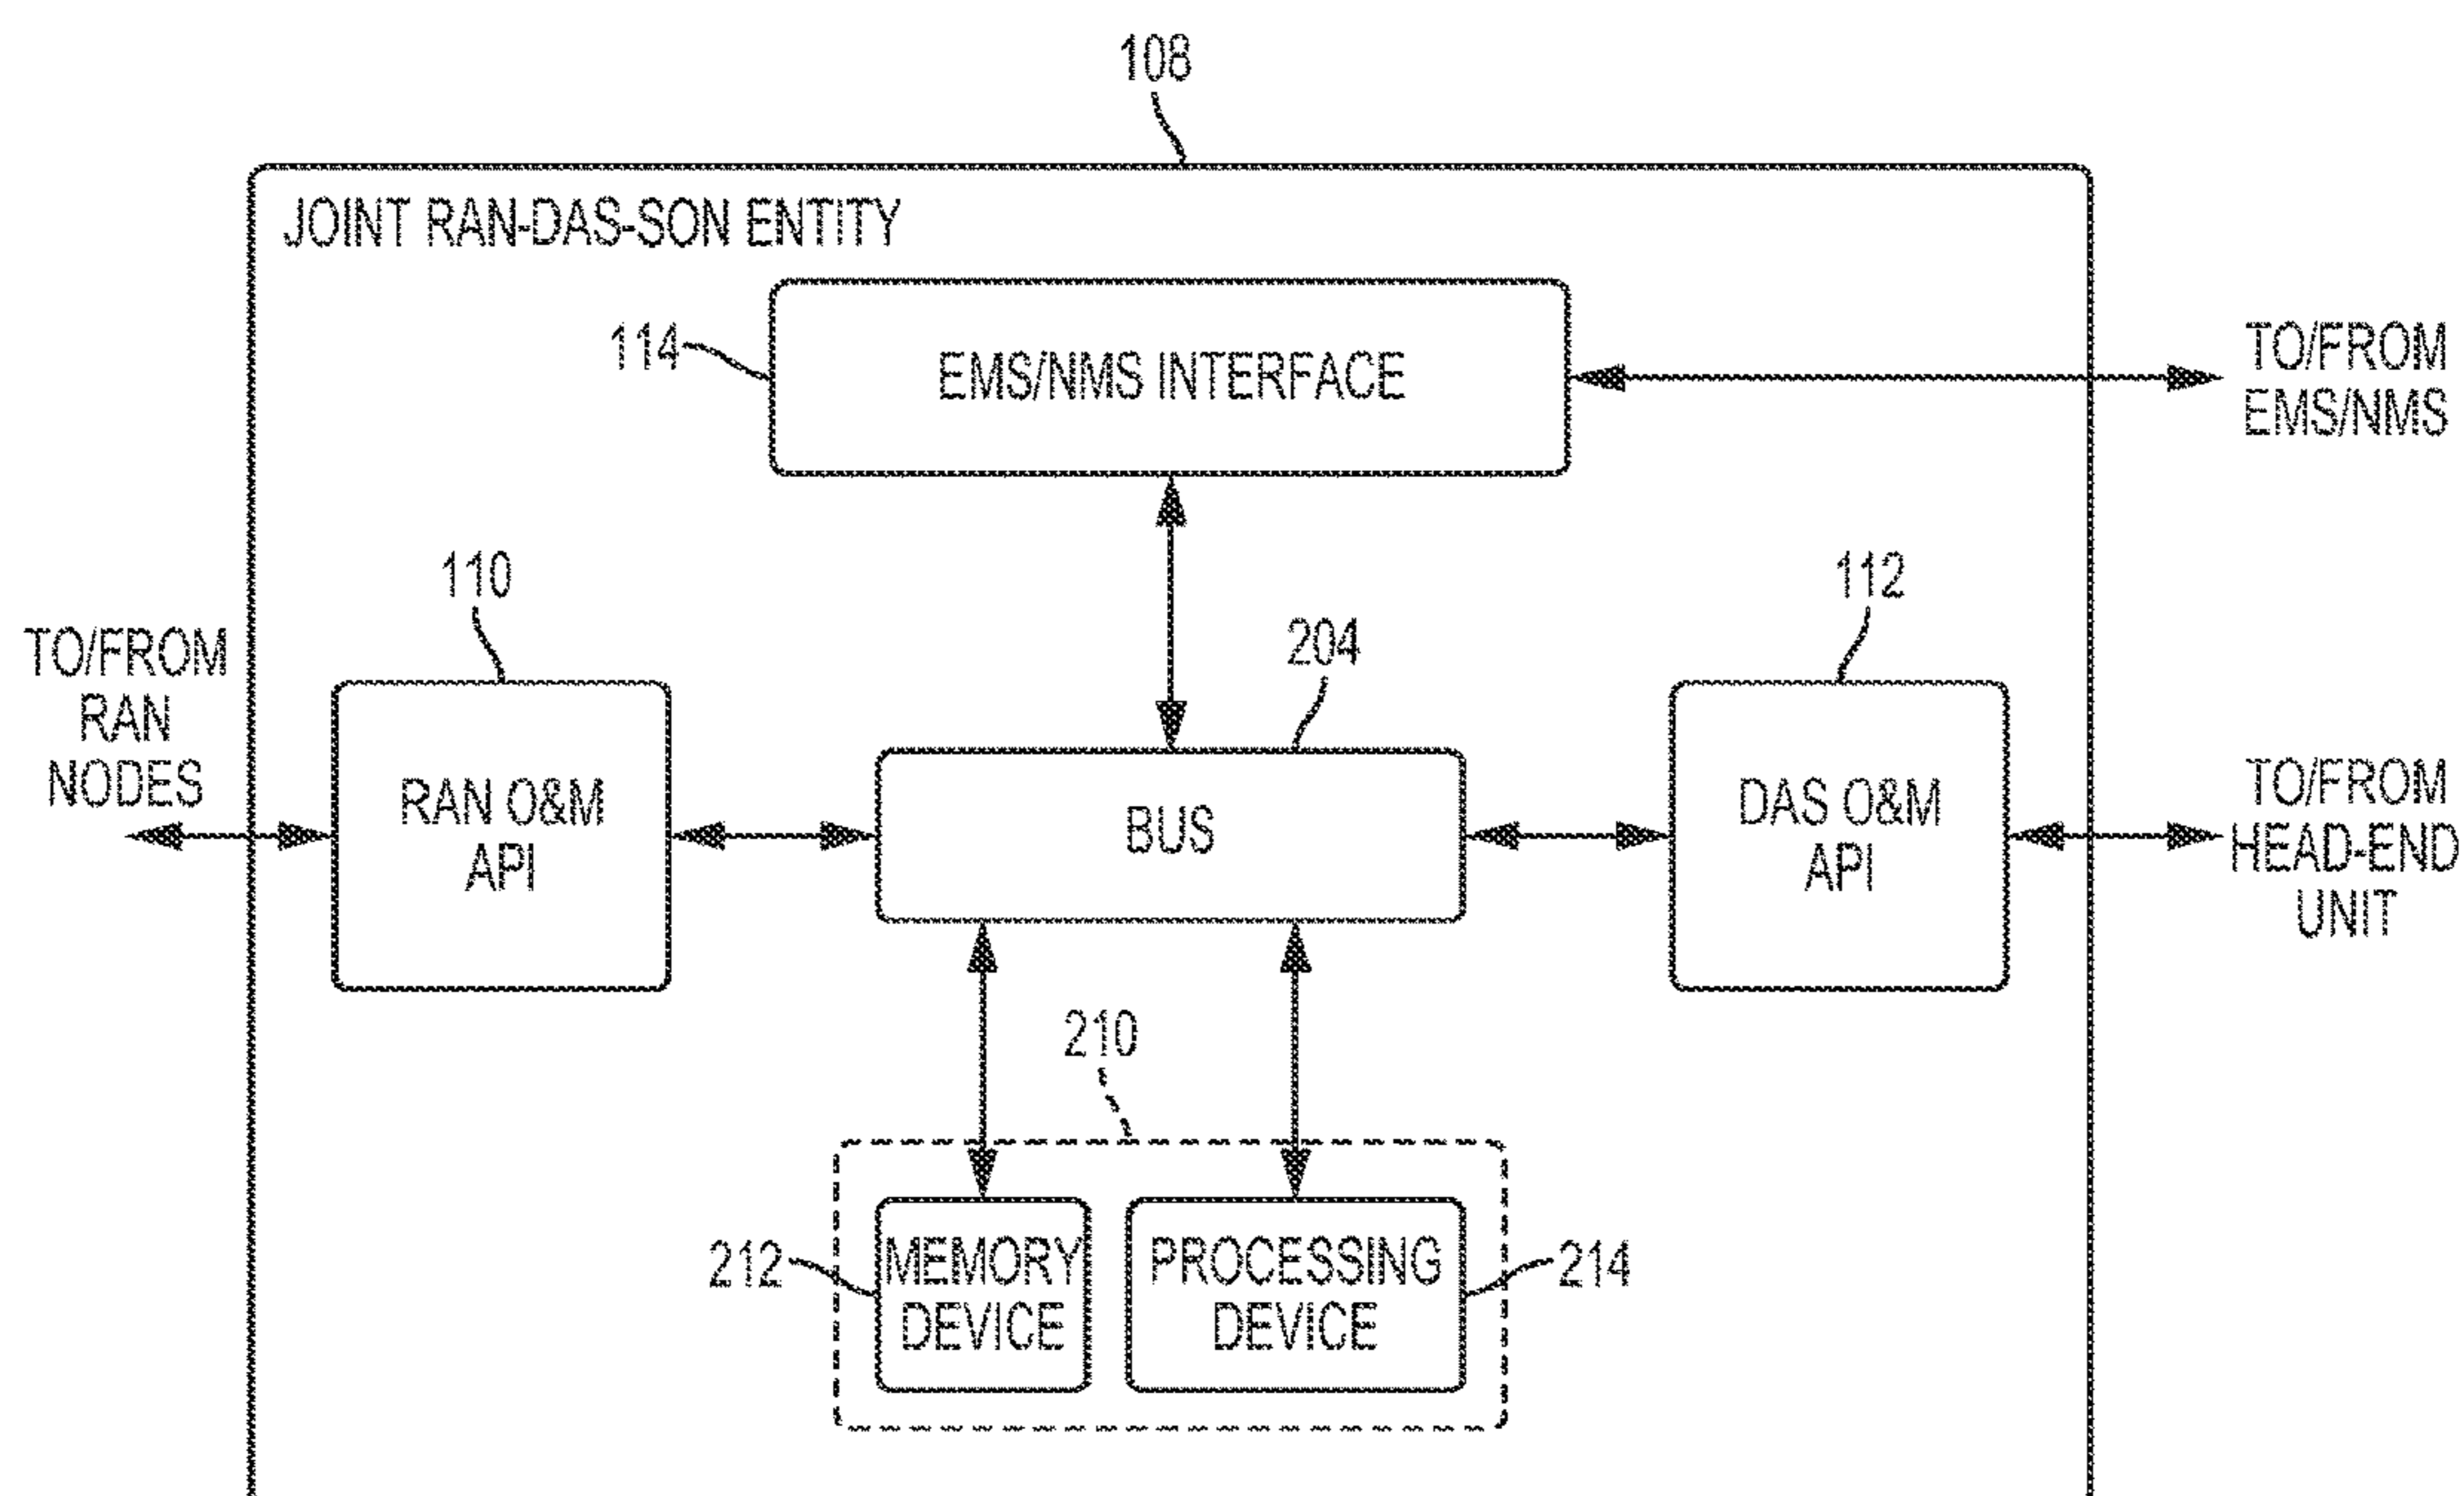 108
JOINT RAN-DAS-SON ENTITY
114
EMS/NMS INTERFACE
TO/FROM
EMS/NMS
110
112
204
TO/FROM
RAN
NODES
RAN O&M
API
BUS
DAS O&M
API
TO/FROM
HEAD-END
UNIT
210
212
MEMORY
DEVICE
PROCESSING
DEVICE
214